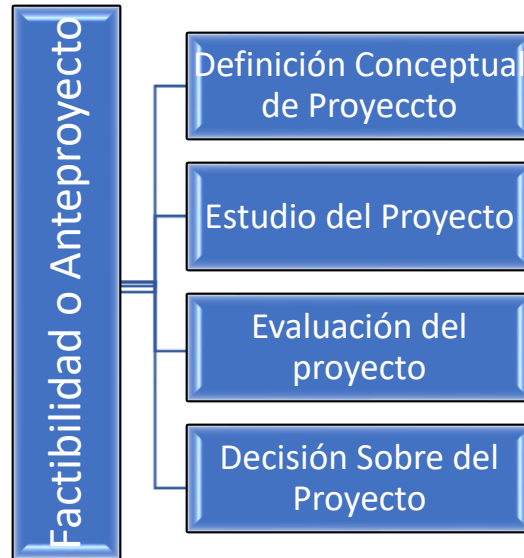 Factibilidad o Anteproyecto
Definición Conceptual
de Proyeccto
Estudio del Proyecto
Evaluación del
proyecto
Decisión Sobre del
Proyecto